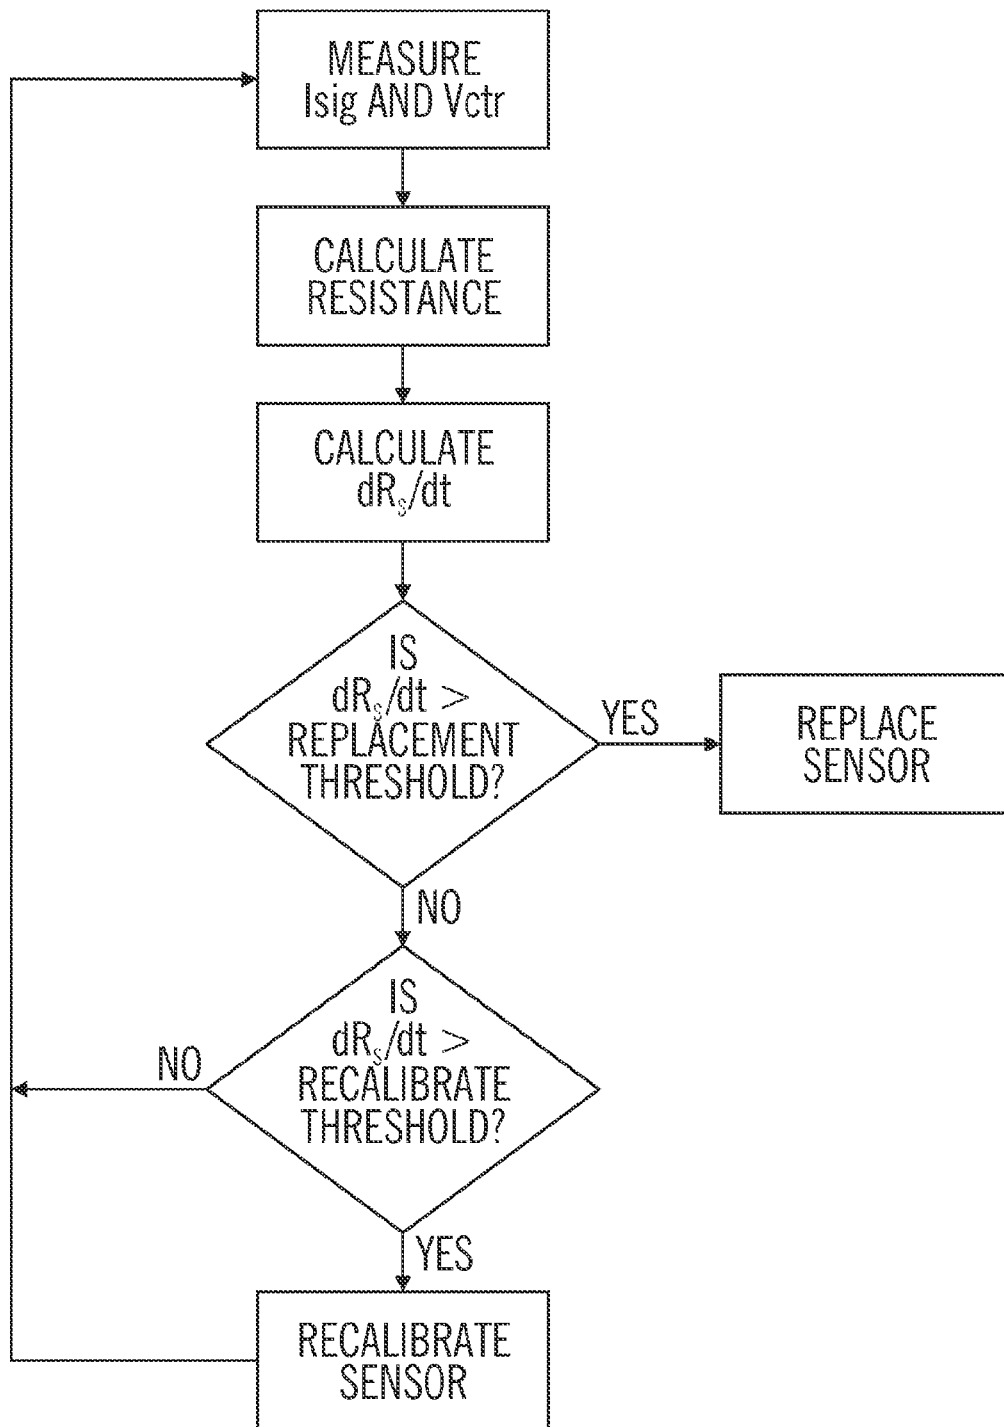 MEASURE
Isig AND Vctr
CALCULATE
RESISTANCE
CALCULATE
dRₛ/dt
IS
dRₛ/dt >
REPLACEMENT
THRESHOLD?
YES
REPLACE
SENSOR
NO
IS
dRₛ/dt >
RECALIBRATE
THRESHOLD?
NO
YES
RECALIBRATE
SENSOR